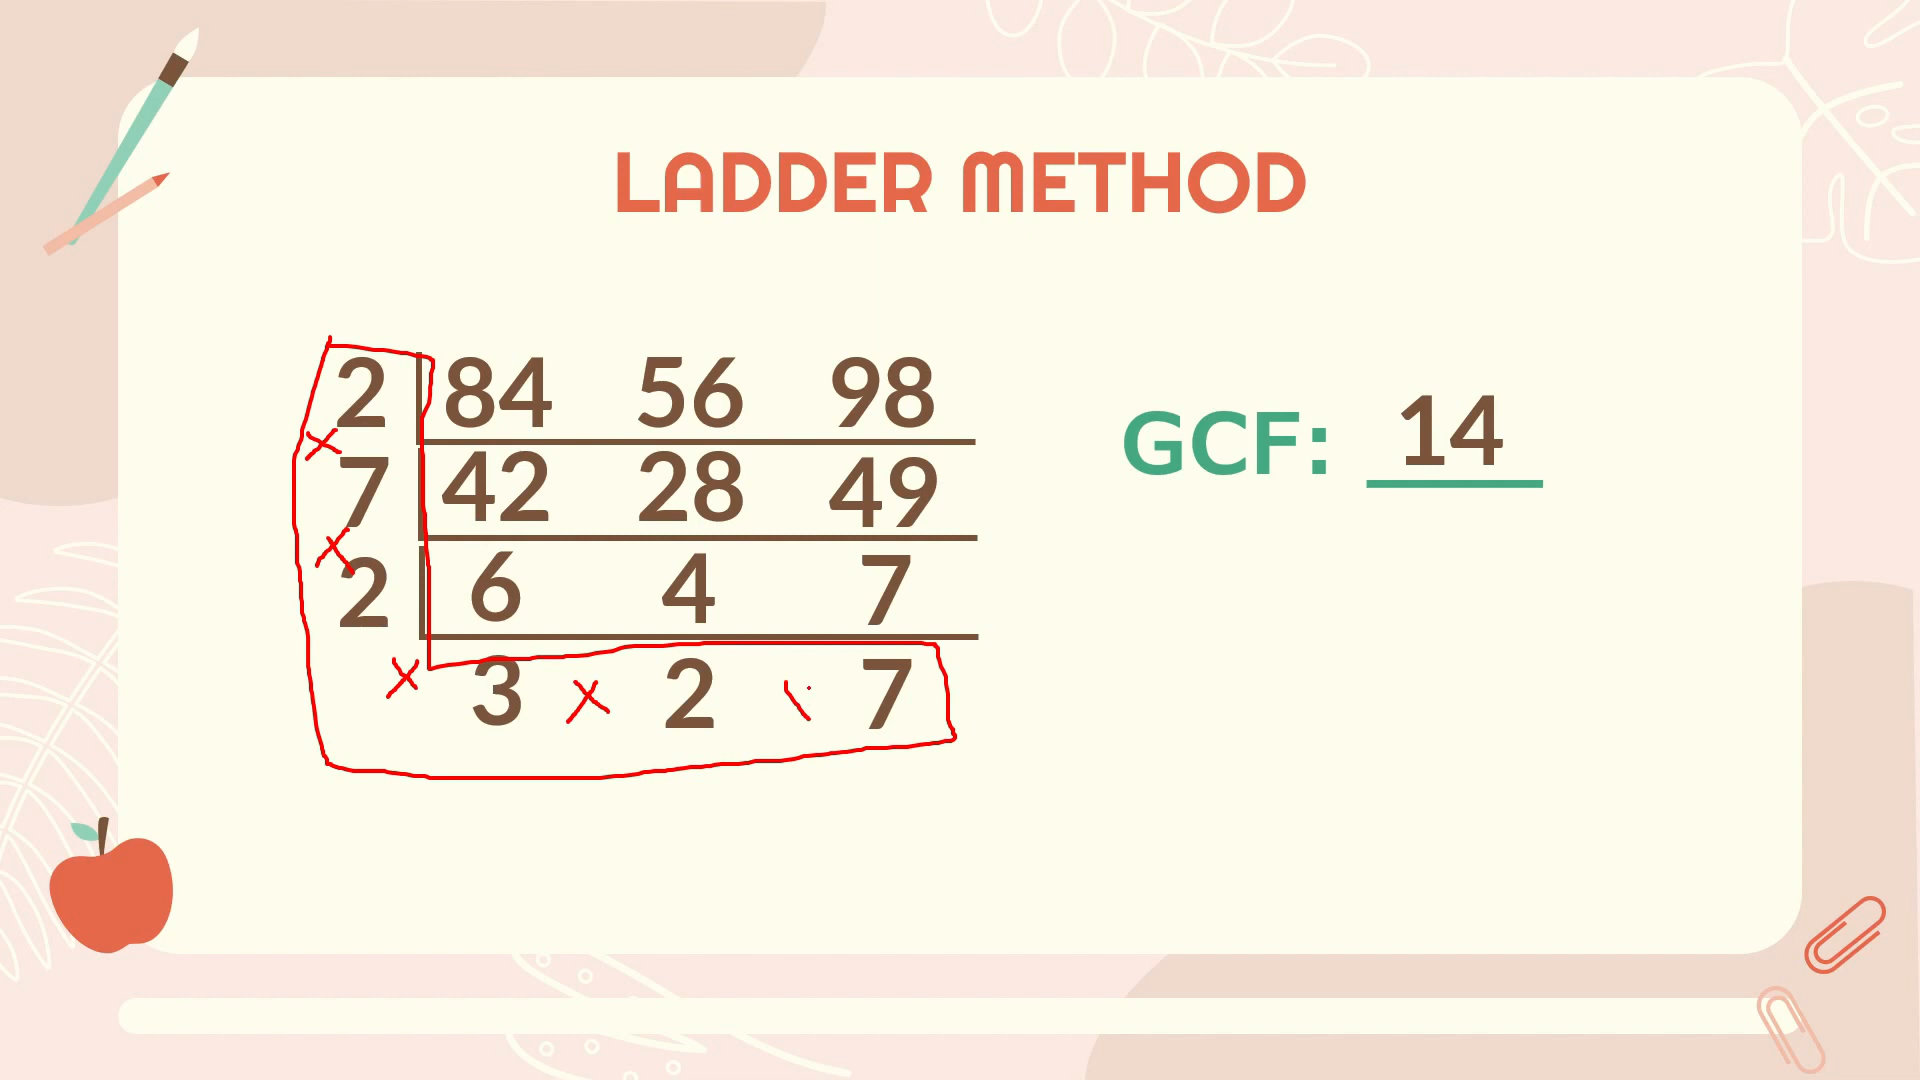 LADDER METHOD
2 84 56 98
× 7 42 28 49
× 2 6 4 7
× 3 × 2 7
GCF: 14